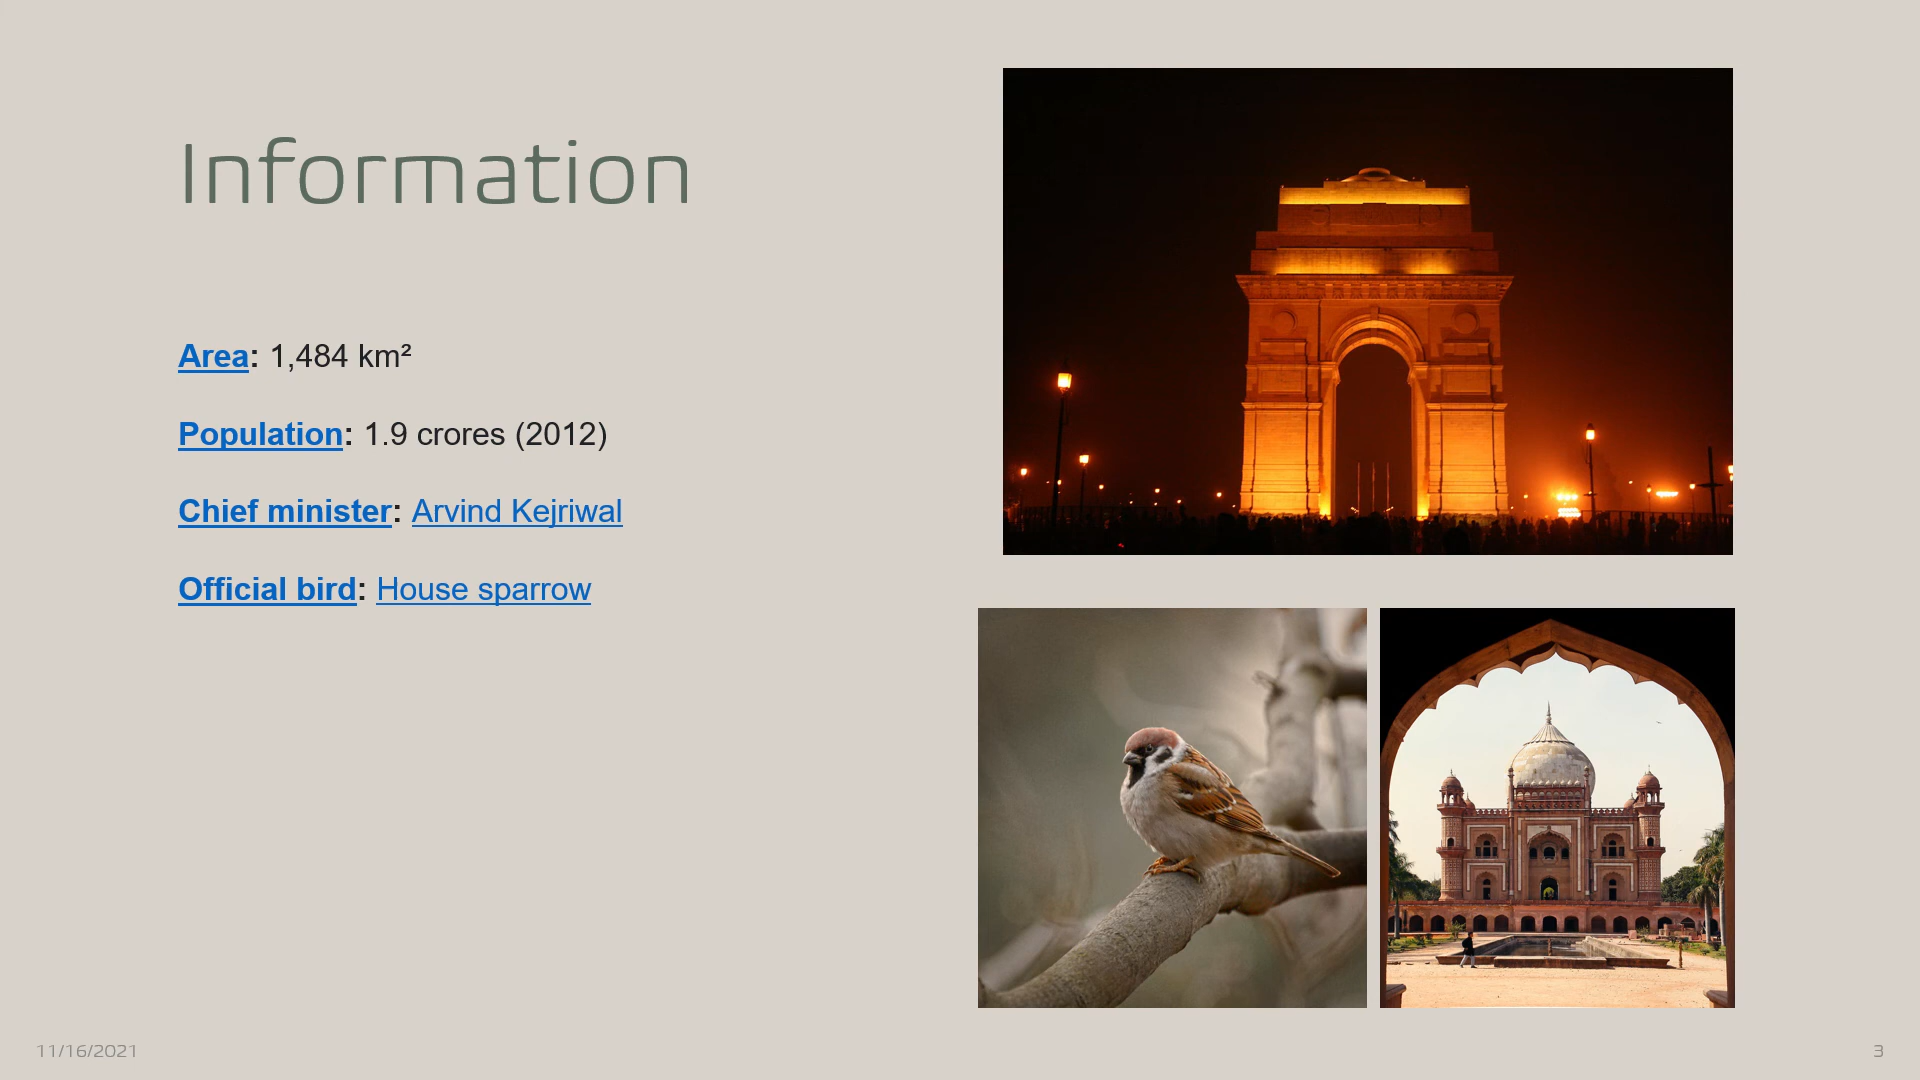 Information
Area: 1,484 km²
Population: 1.9 crores (2012)
Chief minister: Arvind Kejriwal
Official bird: House sparrow
11/16/2021
3